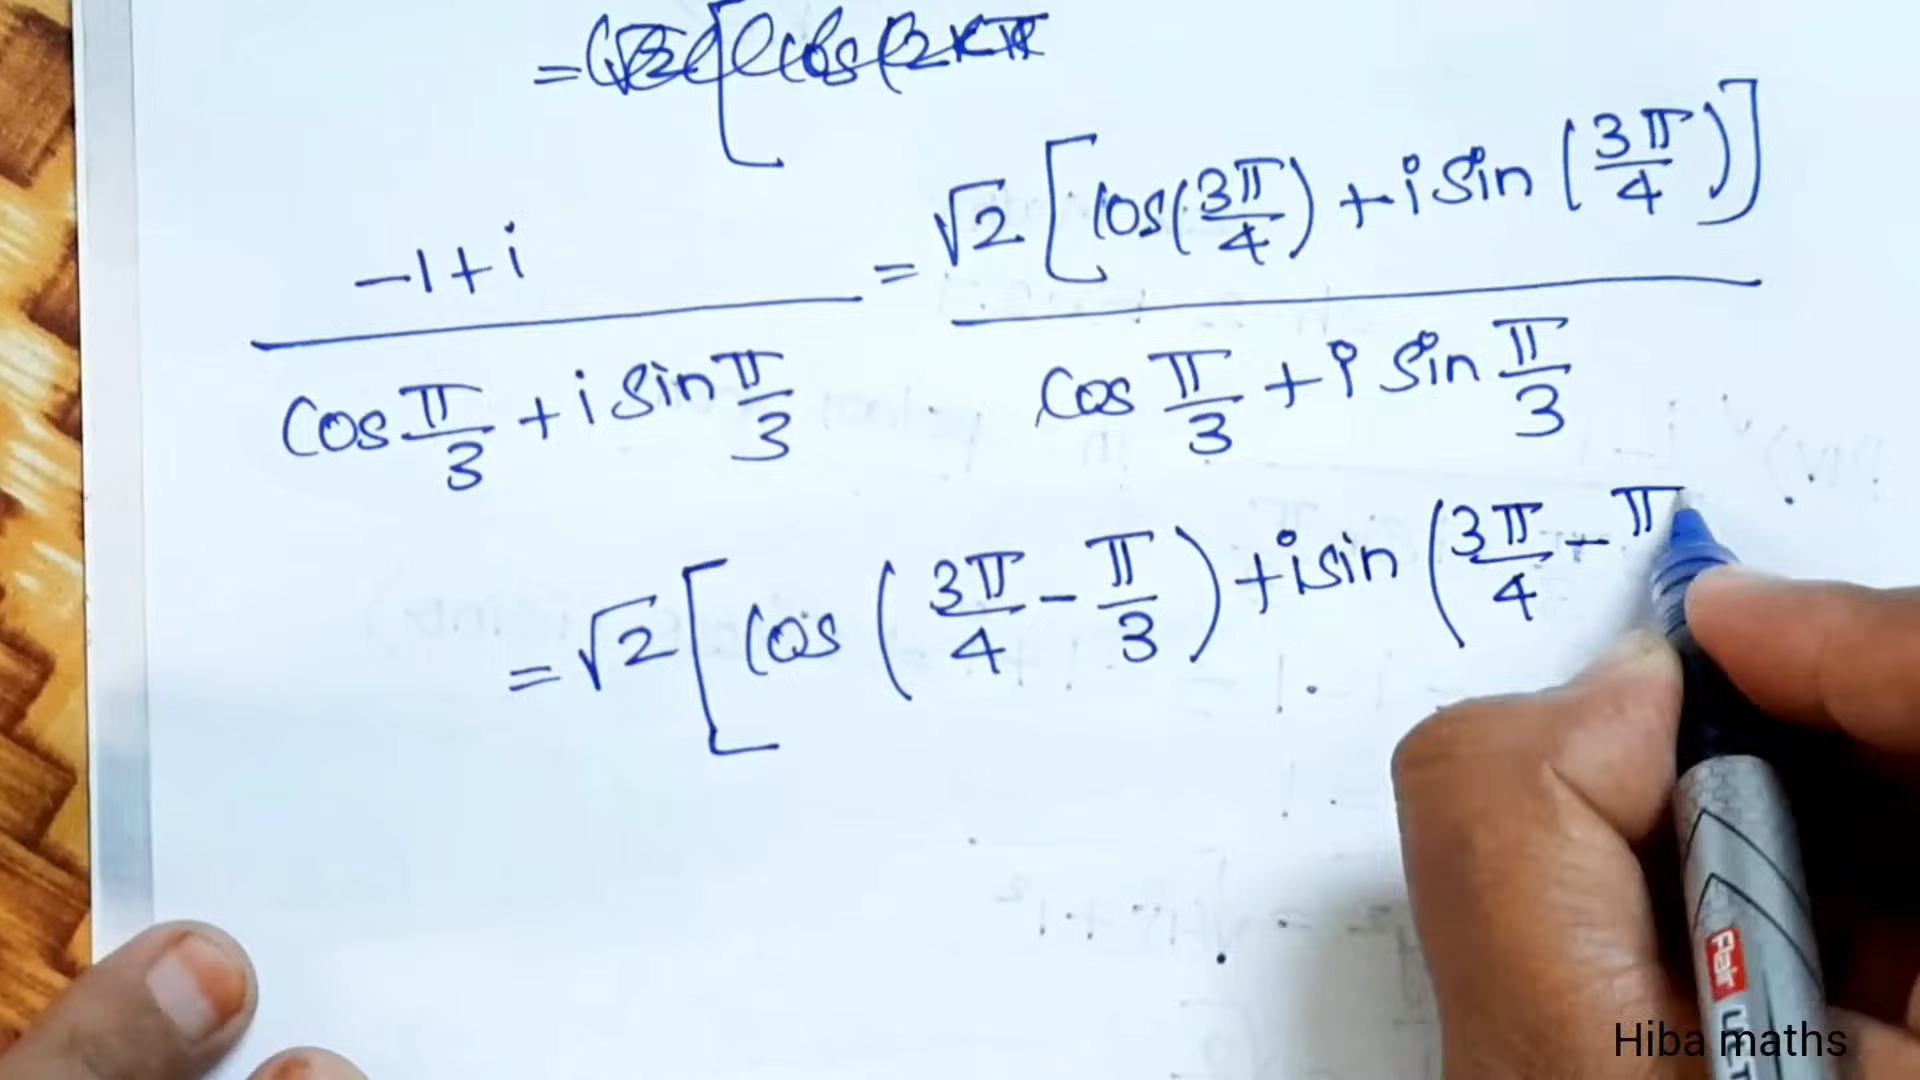 -1+i / (Cos π/3 + i Sin π/3) = √2 [Cos(3π/4) + i Sin (3π/4)] / (Cos π/3 + i Sin π/3)
= √2 [Cos (3π/4 - π/3) + i sin (3π/4 - π
Flair
Hiba maths